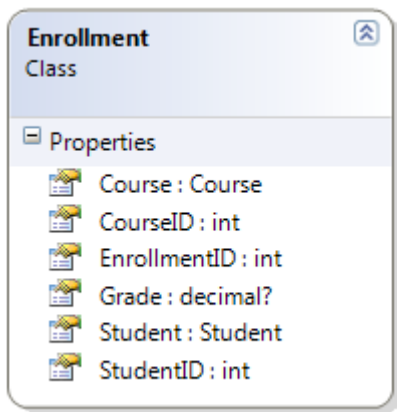 Enrollment
Class
Properties
Course : Course
CourseID : int
EnrollmentID : int
Grade : decimal?
Student : Student
StudentID : int